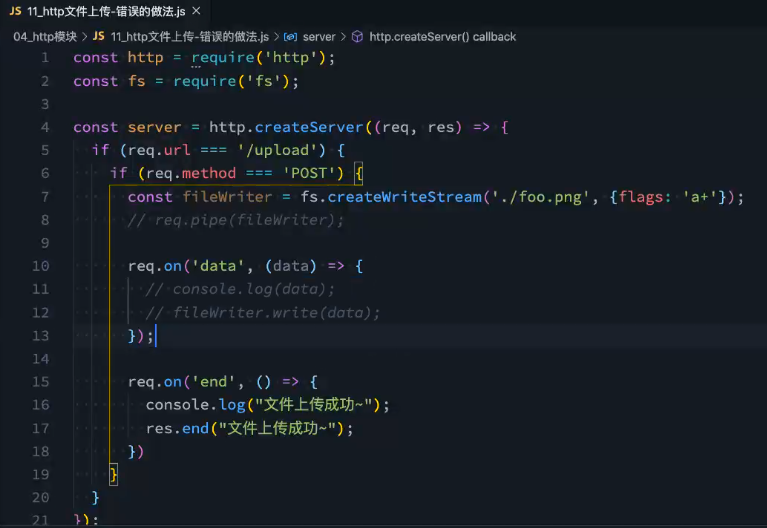 JS 11_http文件上传-错误的做法.js ×
04_http模块 > JS 11_http文件上传-错误的做法.js > server > http.createServer() callback
1 const http = require('http');
2 const fs = require('fs');
3
4 const server = http.createServer((req, res) => {
5 if (req.url === '/upload') {
6 if (req.method === 'POST') {
7 const fileWriter = fs.createWriteStream('./foo.png', {flags: 'a+'});
8 // req.pipe(fileWriter);
9
10 req.on('data', (data) => {
11 // console.log(data);
12 // fileWriter.write(data);
13 });
14
15 req.on('end', () => {
16 console.log("文件上传成功~");
17 res.end("文件上传成功~");
18 })
19 }
20 }
21 });